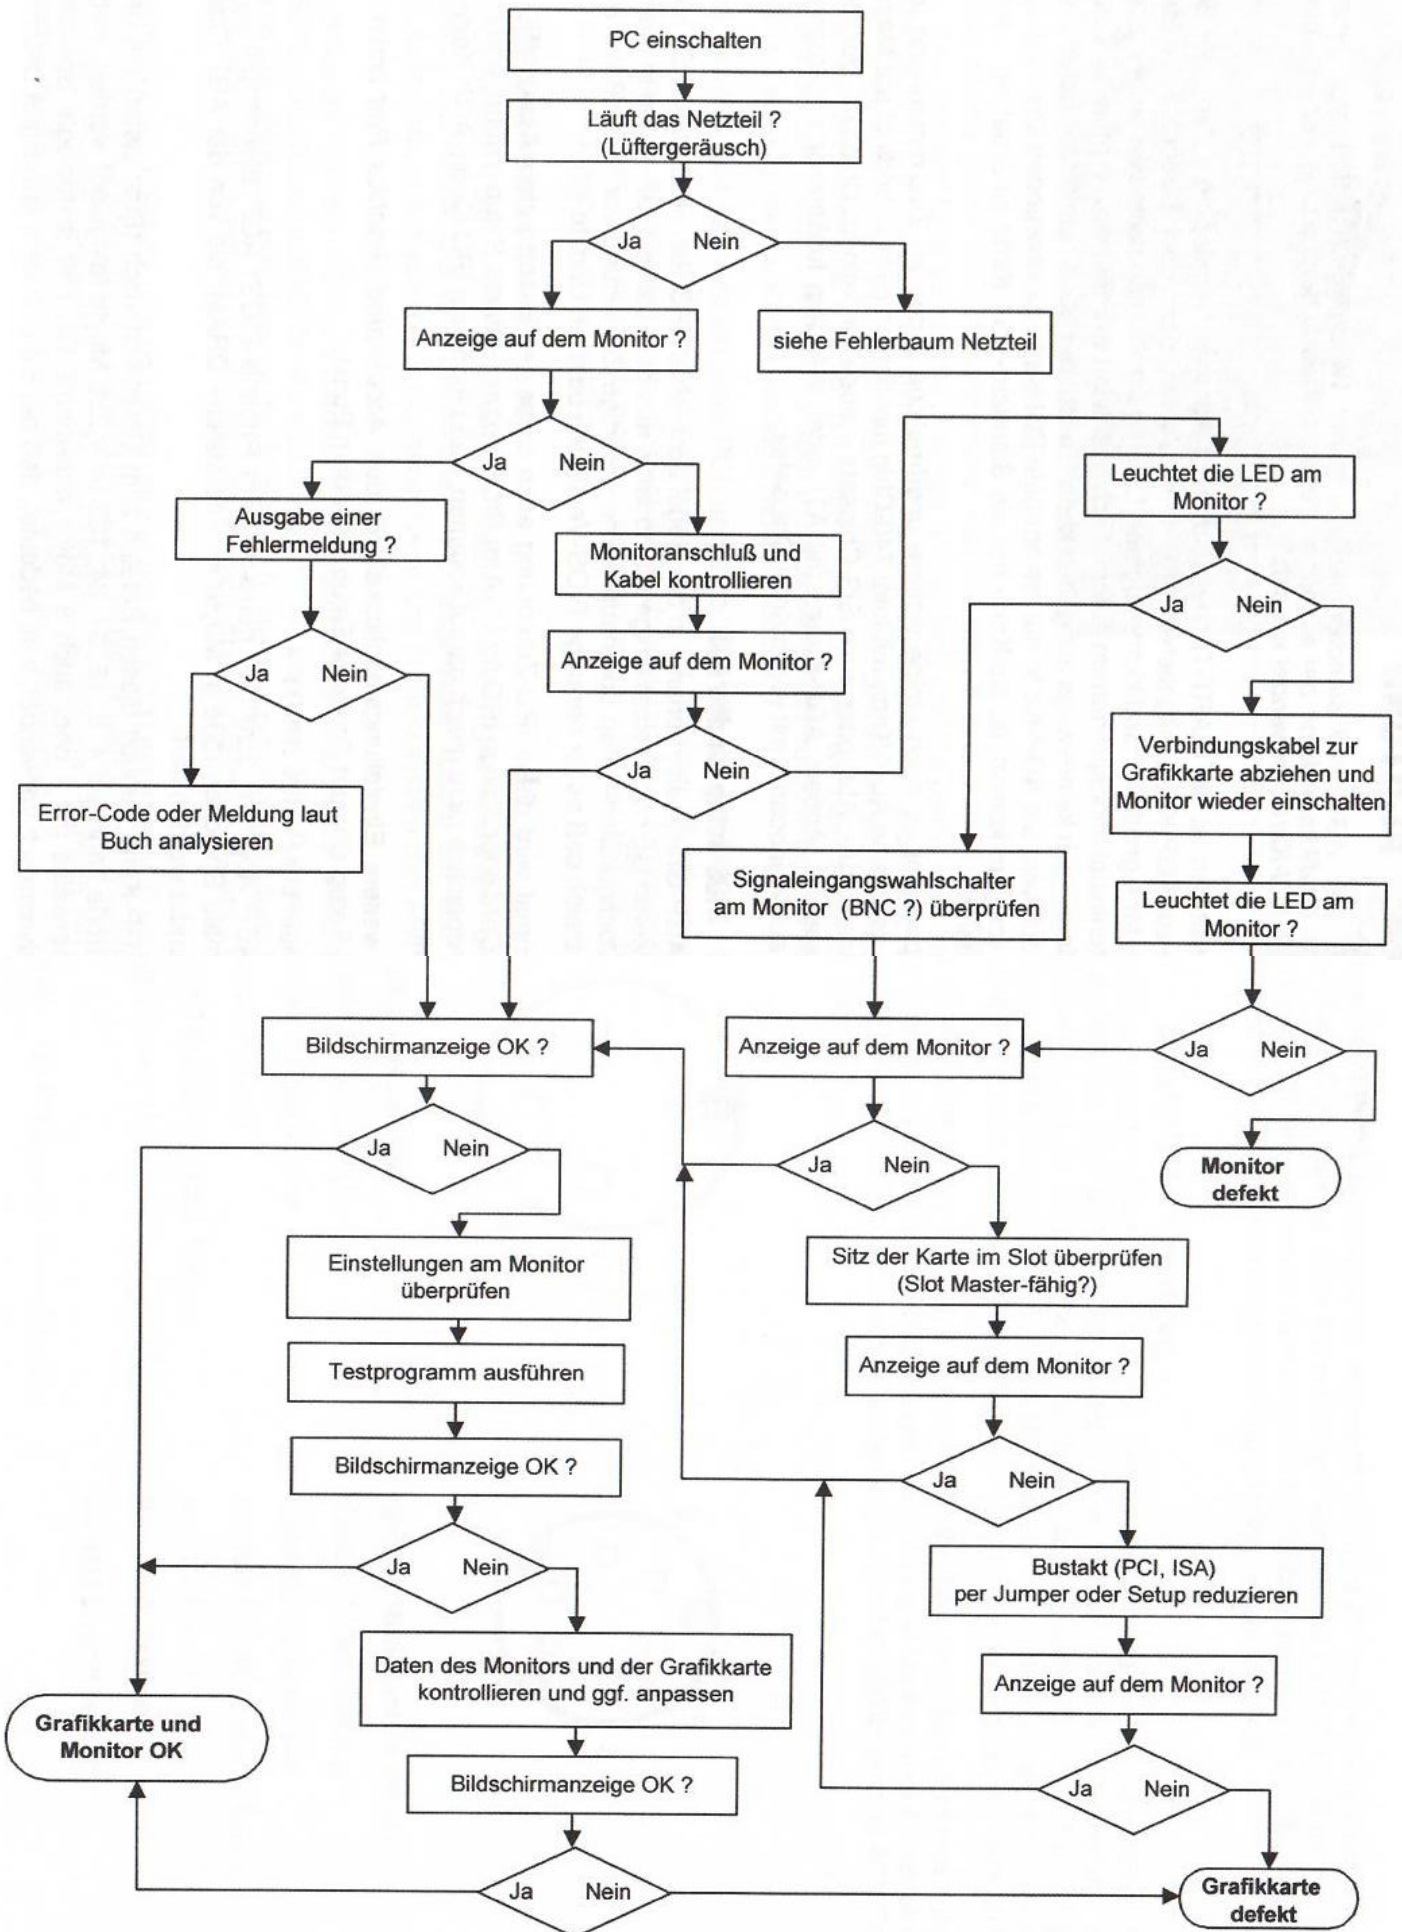 PC einschalten
Läuft das Netzteil ?
(Lüftergeräusch)
Ja Nein
Anzeige auf dem Monitor ?
siehe Fehlerbaum Netzteil
Ja Nein
Leuchtet die LED am
Monitor ?
Ausgabe einer
Fehlermeldung ?
Monitoranschluß und
Kabel kontrollieren
Ja Nein
Anzeige auf dem Monitor ?
Ja Nein
Ja Nein
Verbindungskabel zur
Grafikkarte abziehen und
Monitor wieder einschalten
Error-Code oder Meldung laut
Buch analysieren
Signaleingangswahlschalter
am Monitor (BNC ?) überprüfen
Leuchtet die LED am
Monitor ?
Bildschirmanzeige OK ?
Anzeige auf dem Monitor ?
Ja Nein
Ja Nein
Ja Nein
Monitor
defekt
Einstellungen am Monitor
überprüfen
Sitz der Karte im Slot überprüfen
(Slot Master-fähig?)
Testprogramm ausführen
Anzeige auf dem Monitor ?
Bildschirmanzeige OK ?
Ja Nein
Ja Nein
Bustakt (PCI, ISA)
per Jumper oder Setup reduzieren
Daten des Monitors und der Grafikkarte
kontrollieren und ggf. anpassen
Anzeige auf dem Monitor ?
Grafikkarte und
Monitor OK
Bildschirmanzeige OK ?
Ja Nein
Ja Nein
Grafikkarte
defekt